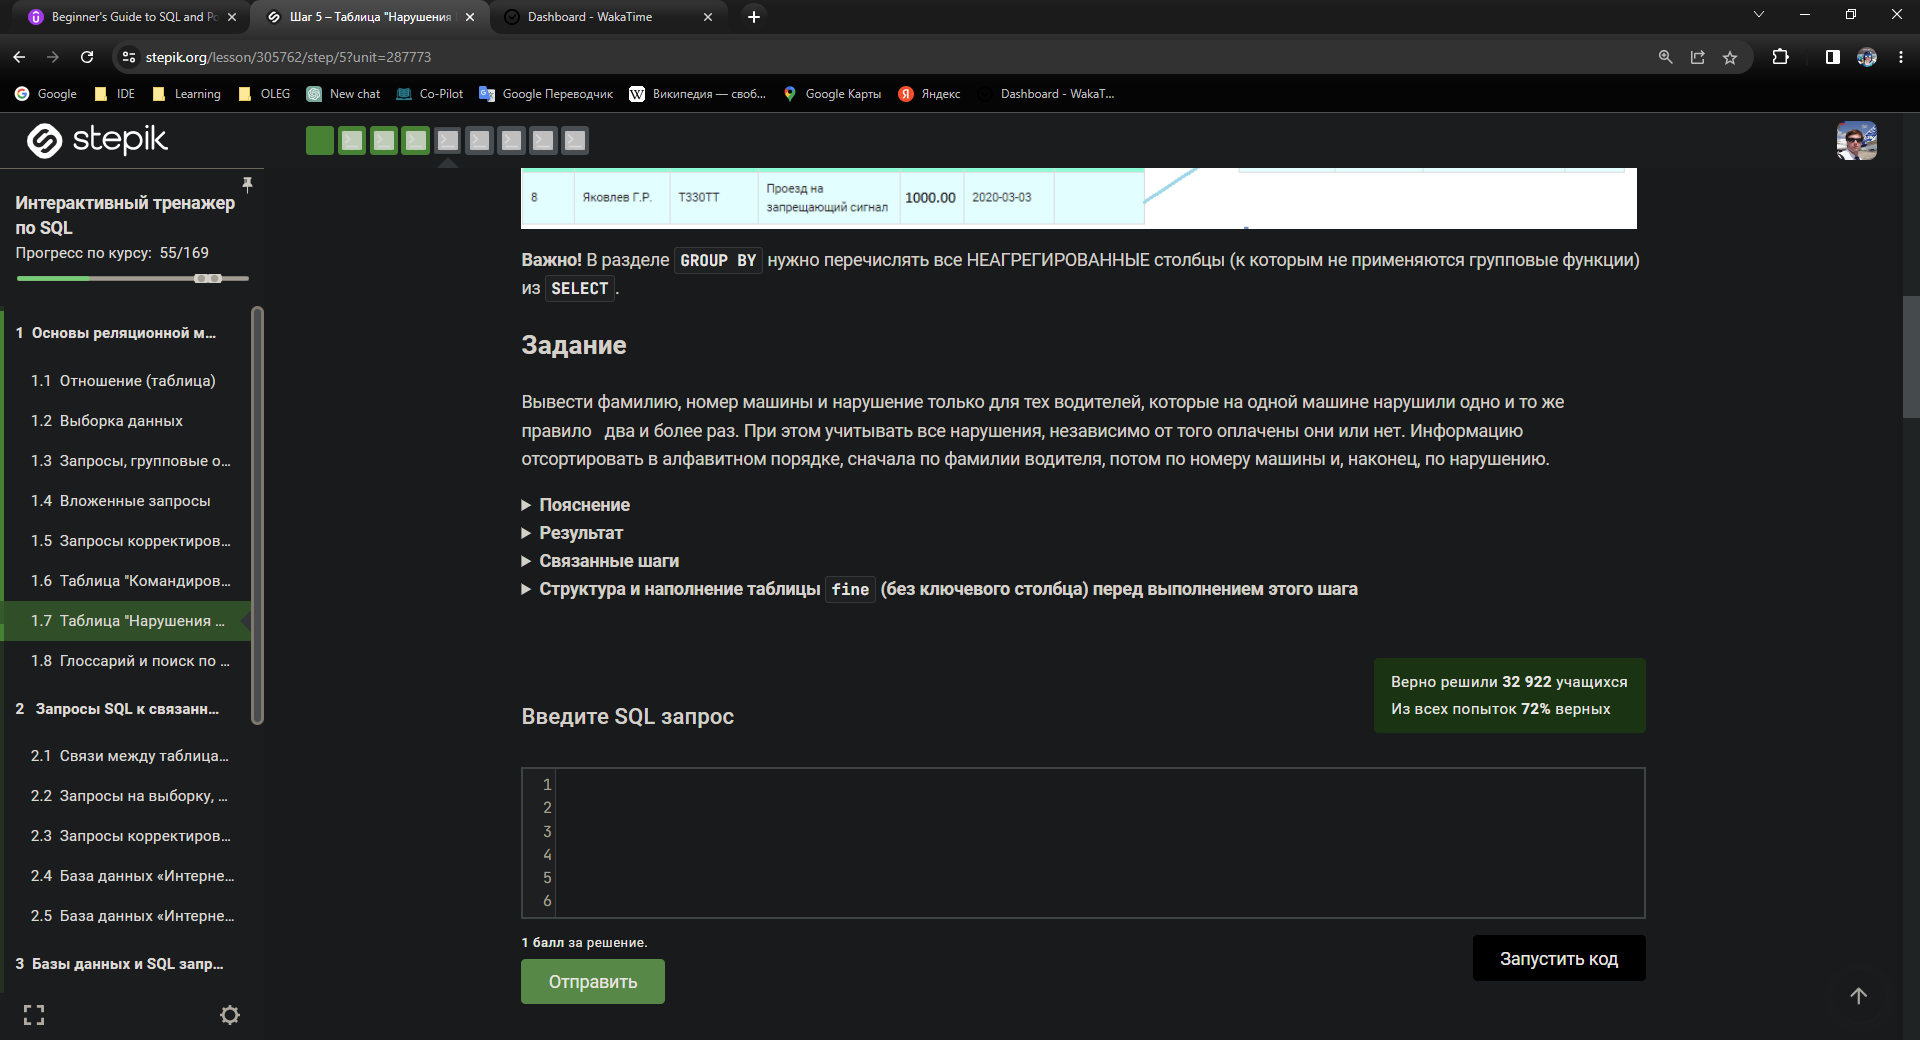 Beginner's Guide to SQL and Po
Шаг 5 – Таблица "Нарушения
Dashboard - WakaTime
stepik.org/lesson/305762/step/5?unit=287773
Google
IDE
Learning
OLEG
New chat
Co-Pilot
Google Переводчик
Википедия — своб...
Google Карты
Яндекс
Dashboard - WakaT...
stepik
Интерактивный тренажер
по SQL
Прогресс по курсу: 55/169
1 Основы реляционной м...
1.1 Отношение (таблица)
1.2 Выборка данных
1.3 Запросы, групповые о...
1.4 Вложенные запросы
1.5 Запросы корректиров...
1.6 Таблица "Командиров...
1.7 Таблица "Нарушения ...
1.8 Глоссарий и поиск по ...
2 Запросы SQL к связанн...
2.1 Связи между таблица...
2.2 Запросы на выборку, ...
2.3 Запросы корректиров...
2.4 База данных «Интерне...
2.5 База данных «Интерне...
3 Базы данных и SQL запр...
8 Яковлев Г.Р. Т330ТТ Проезд на запрещающий сигнал 1000.00 2020-03-03
Важно! В разделе GROUP BY нужно перечислять все НЕАГРЕГИРОВАННЫЕ столбцы (к которым не применяются групповые функции)
из SELECT.
Задание
Вывести фамилию, номер машины и нарушение только для тех водителей, которые на одной машине нарушили одно и то же
правило два и более раз. При этом учитывать все нарушения, независимо от того оплачены они или нет. Информацию
отсортировать в алфавитном порядке, сначала по фамилии водителя, потом по номеру машины и, наконец, по нарушению.
Пояснение
Результат
Связанные шаги
Структура и наполнение таблицы fine (без ключевого столбца) перед выполнением этого шага
Верно решили 32 922 учащихся
Из всех попыток 72% верных
Введите SQL запрос
1
2
3
4
5
6
1 балл за решение.
Отправить
Запустить код